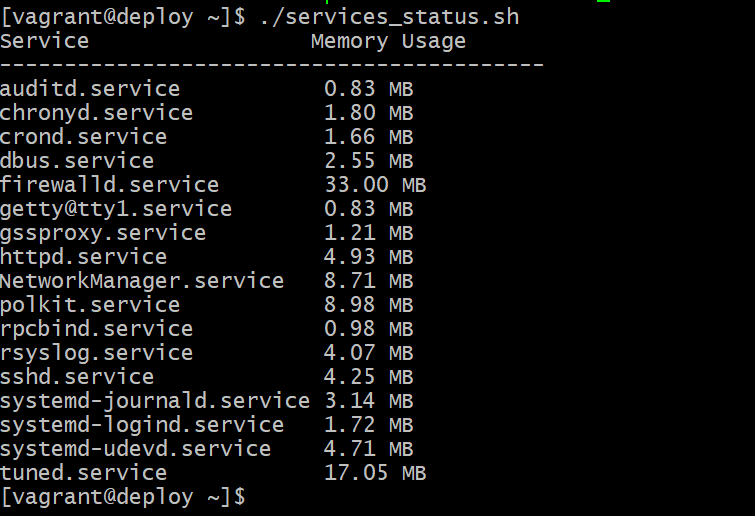 [vagrant@deploy ~]$ ./services_status.sh
Service                 Memory Usage
------------------------------------------
auditd.service           0.83 MB
chronyd.service          1.80 MB
crond.service            1.66 MB
dbus.service             2.55 MB
firewalld.service        33.00 MB
getty@tty1.service       0.83 MB
gssproxy.service         1.21 MB
httpd.service            4.93 MB
NetworkManager.service   8.71 MB
polkit.service           8.98 MB
rpcbind.service          0.98 MB
rsyslog.service          4.07 MB
sshd.service             4.25 MB
systemd-journald.service 3.14 MB
systemd-logind.service   1.72 MB
systemd-udevd.service    4.71 MB
tuned.service            17.05 MB
[vagrant@deploy ~]$